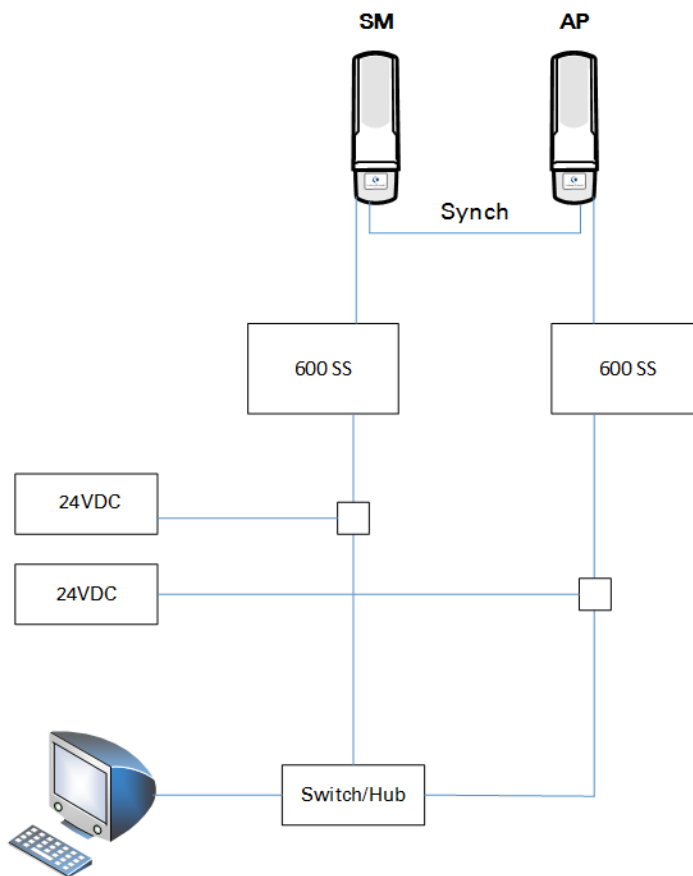 SM
AP
Synch
600 SS
600 SS
24VDC
24VDC
Switch/Hub